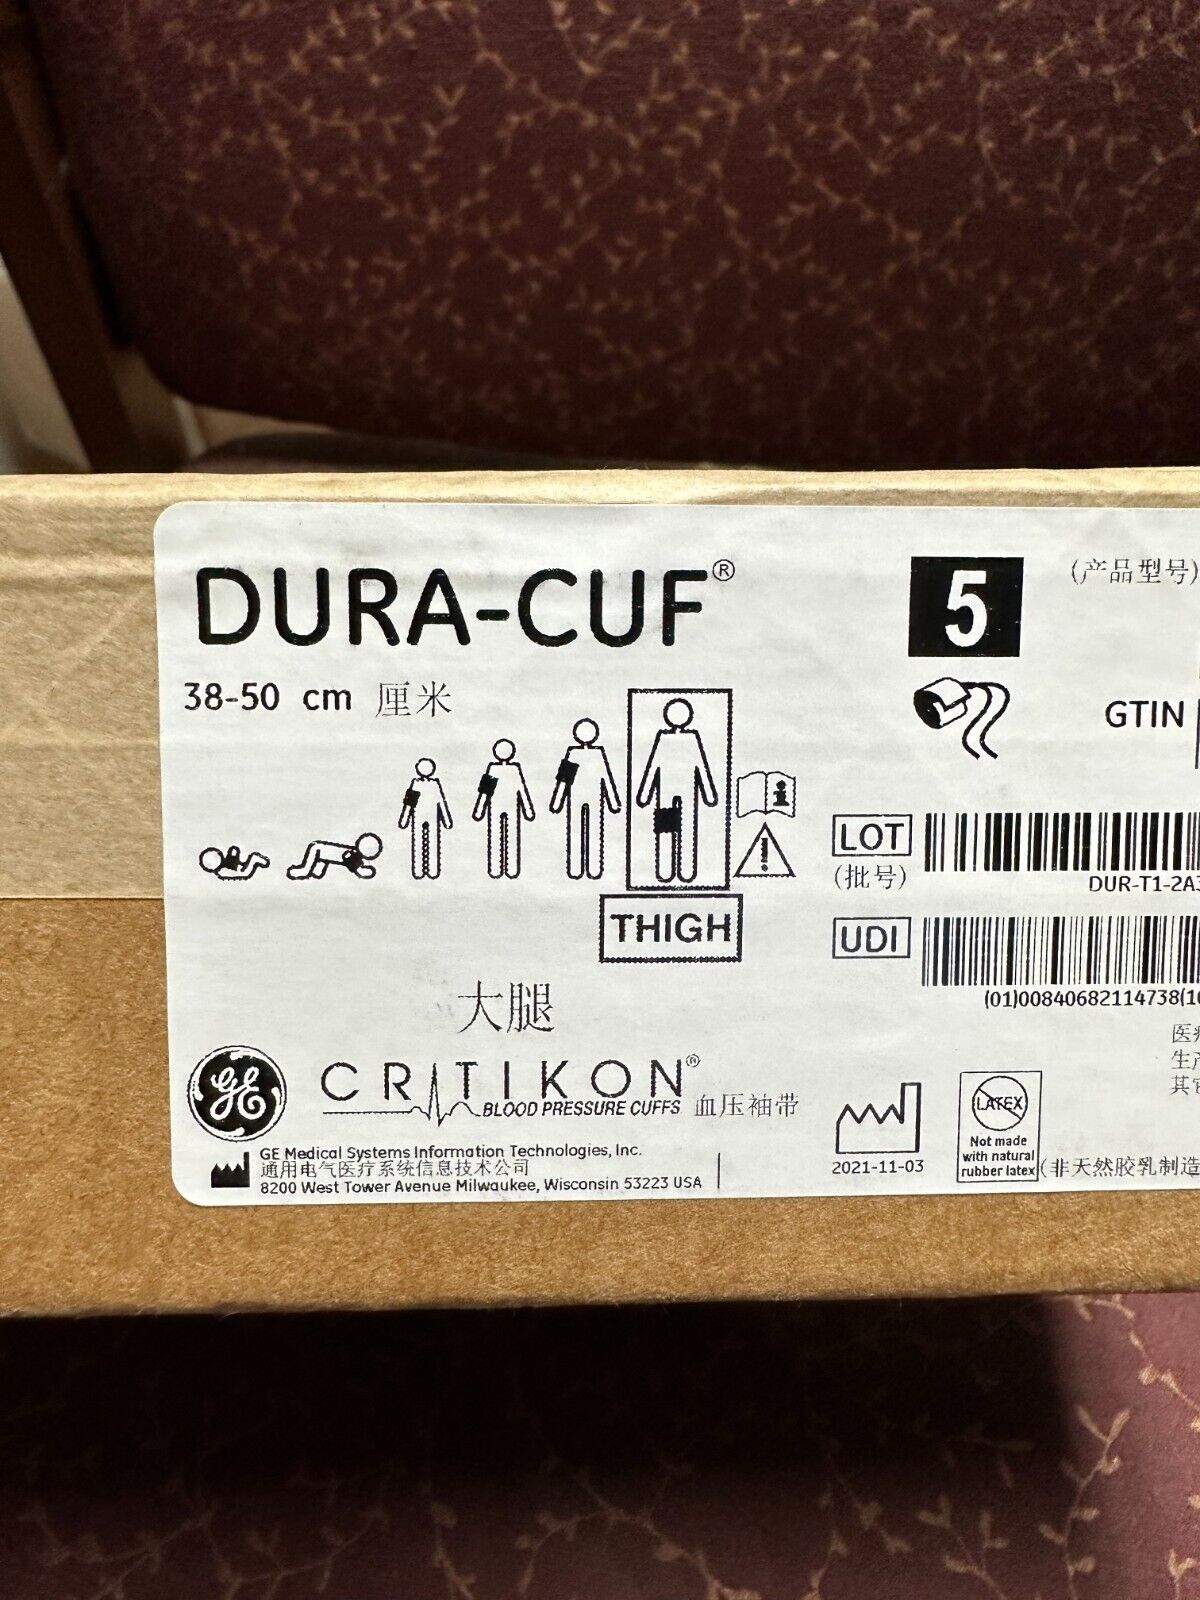 DURA-CUF®
5
(产品型号)
38-50 cm 厘米
GTIN
LOT
(批号)
DUR-T1-2A3
THIGH
UDI
(01)00840682114738(10
大腿
GE
CRITIKON®
BLOOD PRESSURE CUFFS 血压袖带
GE Medical Systems Information Technologies, Inc.
通用电气医疗系统信息技术公司
8200 West Tower Avenue Milwaukee, Wisconsin 53223 USA
2021-11-03
LATEX
Not made
with natural
rubber latex
(非天然胶乳制造
医疗
生产
其它